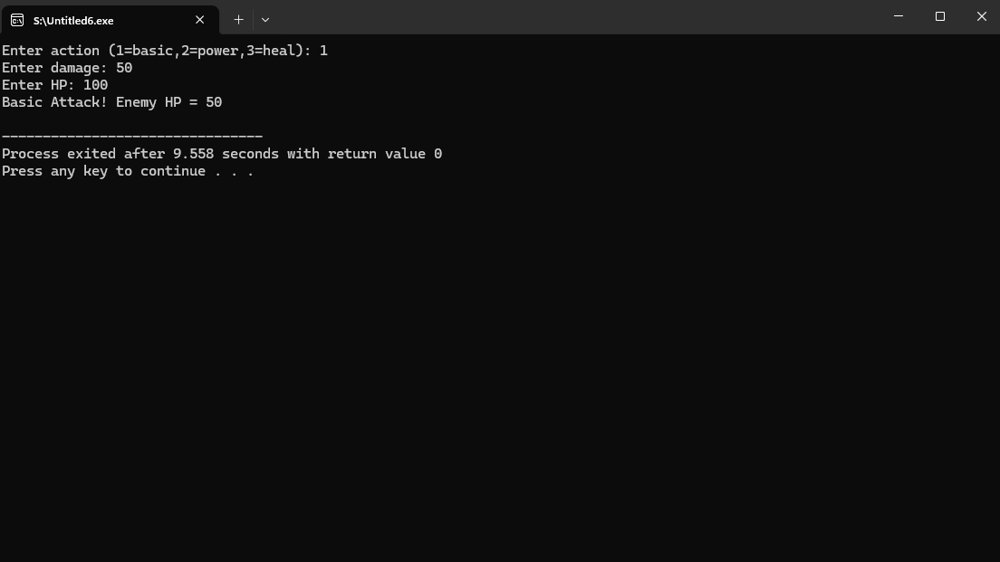 S:\Untitled6.exe
Enter action (1=basic,2=power,3=heal): 1
Enter damage: 50
Enter HP: 100
Basic Attack! Enemy HP = 50
--------------------------------
Process exited after 9.558 seconds with return value 0
Press any key to continue . . .